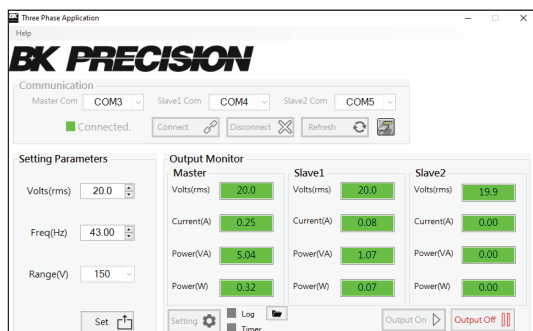 BK Three Phase Application
Help
BK PRECISION
Communication
Master Com COM3 Slave1 Com COM4 Slave2 Com COM5
Connected. Connect Disconnect Refresh
Setting Parameters
Volts(rms) 20.0
Freq(Hz) 43.00
Range(V) 150
Set
Output Monitor
Master Slave1 Slave2
Volts(rms) 20.0 Volts(rms) 20.0 Volts(rms) 19.9
Current(A) 0.25 Current(A) 0.08 Current(A) 0.00
Power(VA) 5.04 Power(VA) 1.07 Power(VA) 0.00
Power(W) 0.32 Power(W) 0.07 Power(W) 0.00
Setting Log Output On Output Off
Timer